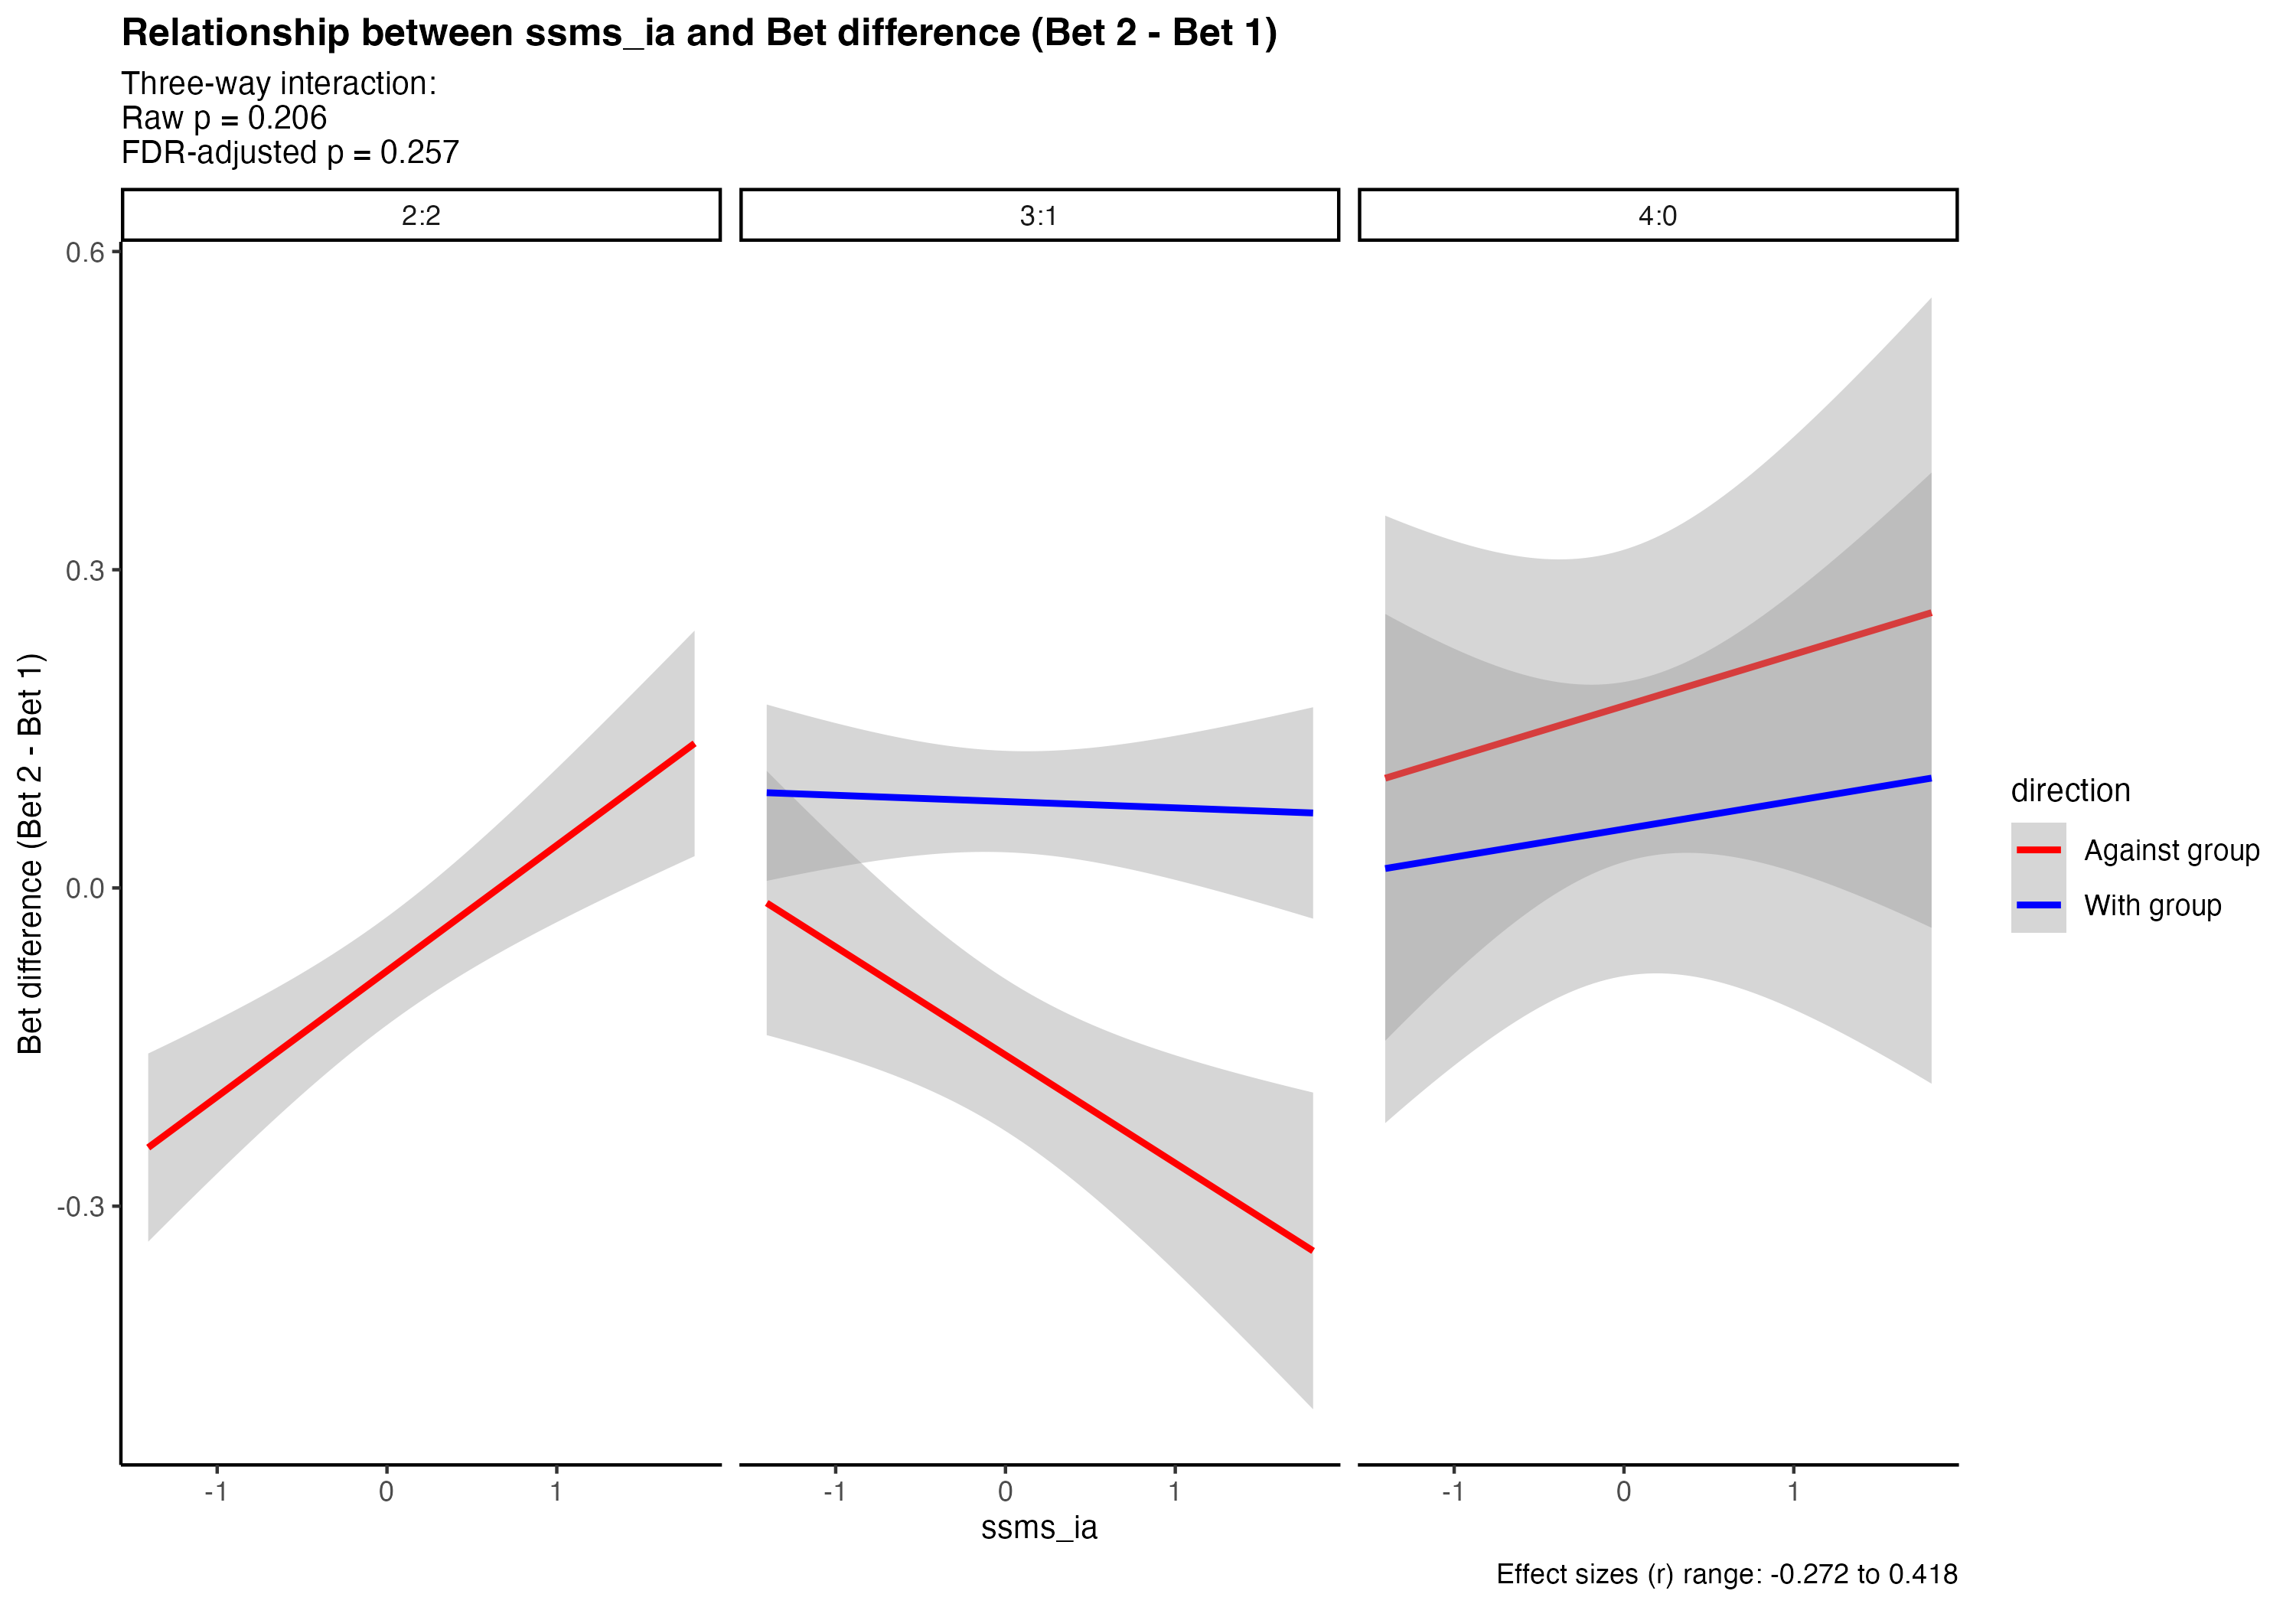 Relationship between ssms_ia and Bet difference (Bet 2 - Bet 1)
Three-way interaction:
Raw p = 0.206
FDR-adjusted p = 0.257
2:2
3:1
4:0
0.6
0.3
0.0
-0.3
Bet difference (Bet 2 - Bet 1)
-1 0 1
-1 0 1
-1 0 1
ssms_ia
direction
Against group
With group
Effect sizes (r) range: -0.272 to 0.418